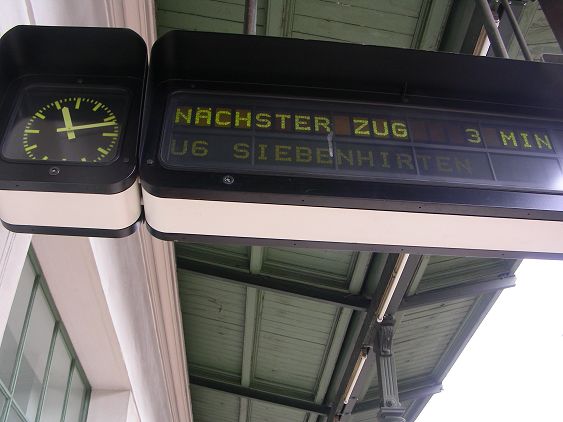 NÄCHSTER ZUG 3 MIN
U6 SIEBENHIRTEN